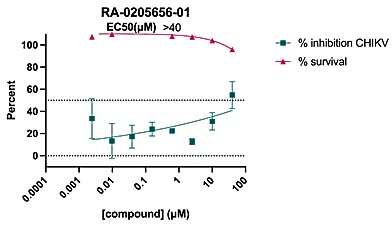 RA-0205656-01
EC50(µM) >40
% inhibition CHIKV
% survival
Percent
100
80
60
40
20
0
0.0001
0.001
0.01
0.1
1
10
100
[compound] (µM)